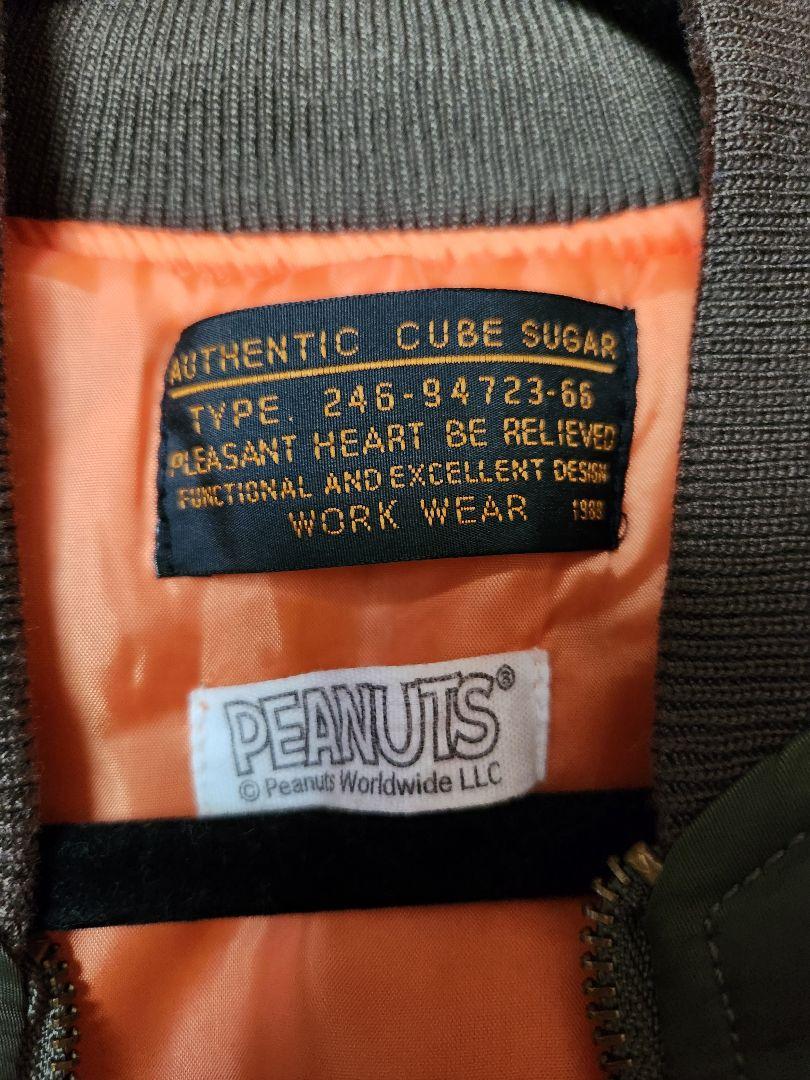 AUTHENTIC CUBE SUGAR
TYPE. 246-94723-66
PLEASANT HEART BE RELIEVED
FUNCTIONAL AND EXCELLENT DESIGN
WORK WEAR 1988
PEANUTS®
© Peanuts Worldwide LLC